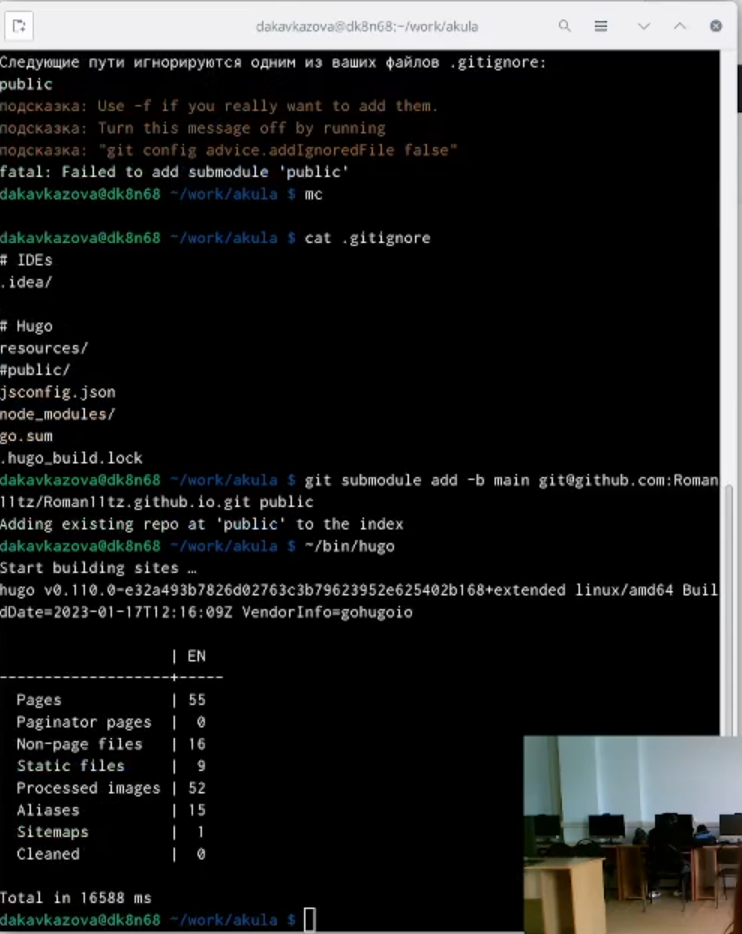 dakavkazova@dk8n68:~/work/akula
Следующие пути игнорируются одним из ваших файлов .gitignore:
public
подсказка: Use -f if you really want to add them.
подсказка: Turn this message off by running
подсказка: "git config advice.addIgnoredFile false"
fatal: Failed to add submodule 'public'
dakavkazova@dk8n68 ~/work/akula $ mc
dakavkazova@dk8n68 ~/work/akula $ cat .gitignore
# IDEs
.idea/
# Hugo
resources/
#public/
jsconfig.json
node_modules/
go.sum
.hugo_build.lock
dakavkazova@dk8n68 ~/work/akula $ git submodule add -b main git@github.com:Roman
11tz/Roman11tz.github.io.git public
Adding existing repo at 'public' to the index
dakavkazova@dk8n68 ~/work/akula $ ~/bin/hugo
Start building sites …
hugo v0.110.0-e32a493b7826d02763c3b79623952e625402b168+extended linux/amd64 Buil
dDate=2023-01-17T12:16:09Z VendorInfo=gohugoio
| EN
-------------------+-----
Pages | 55
Paginator pages | 0
Non-page files | 16
Static files | 9
Processed images | 52
Aliases | 15
Sitemaps | 1
Cleaned | 0
Total in 16588 ms
dakavkazova@dk8n68 ~/work/akula $